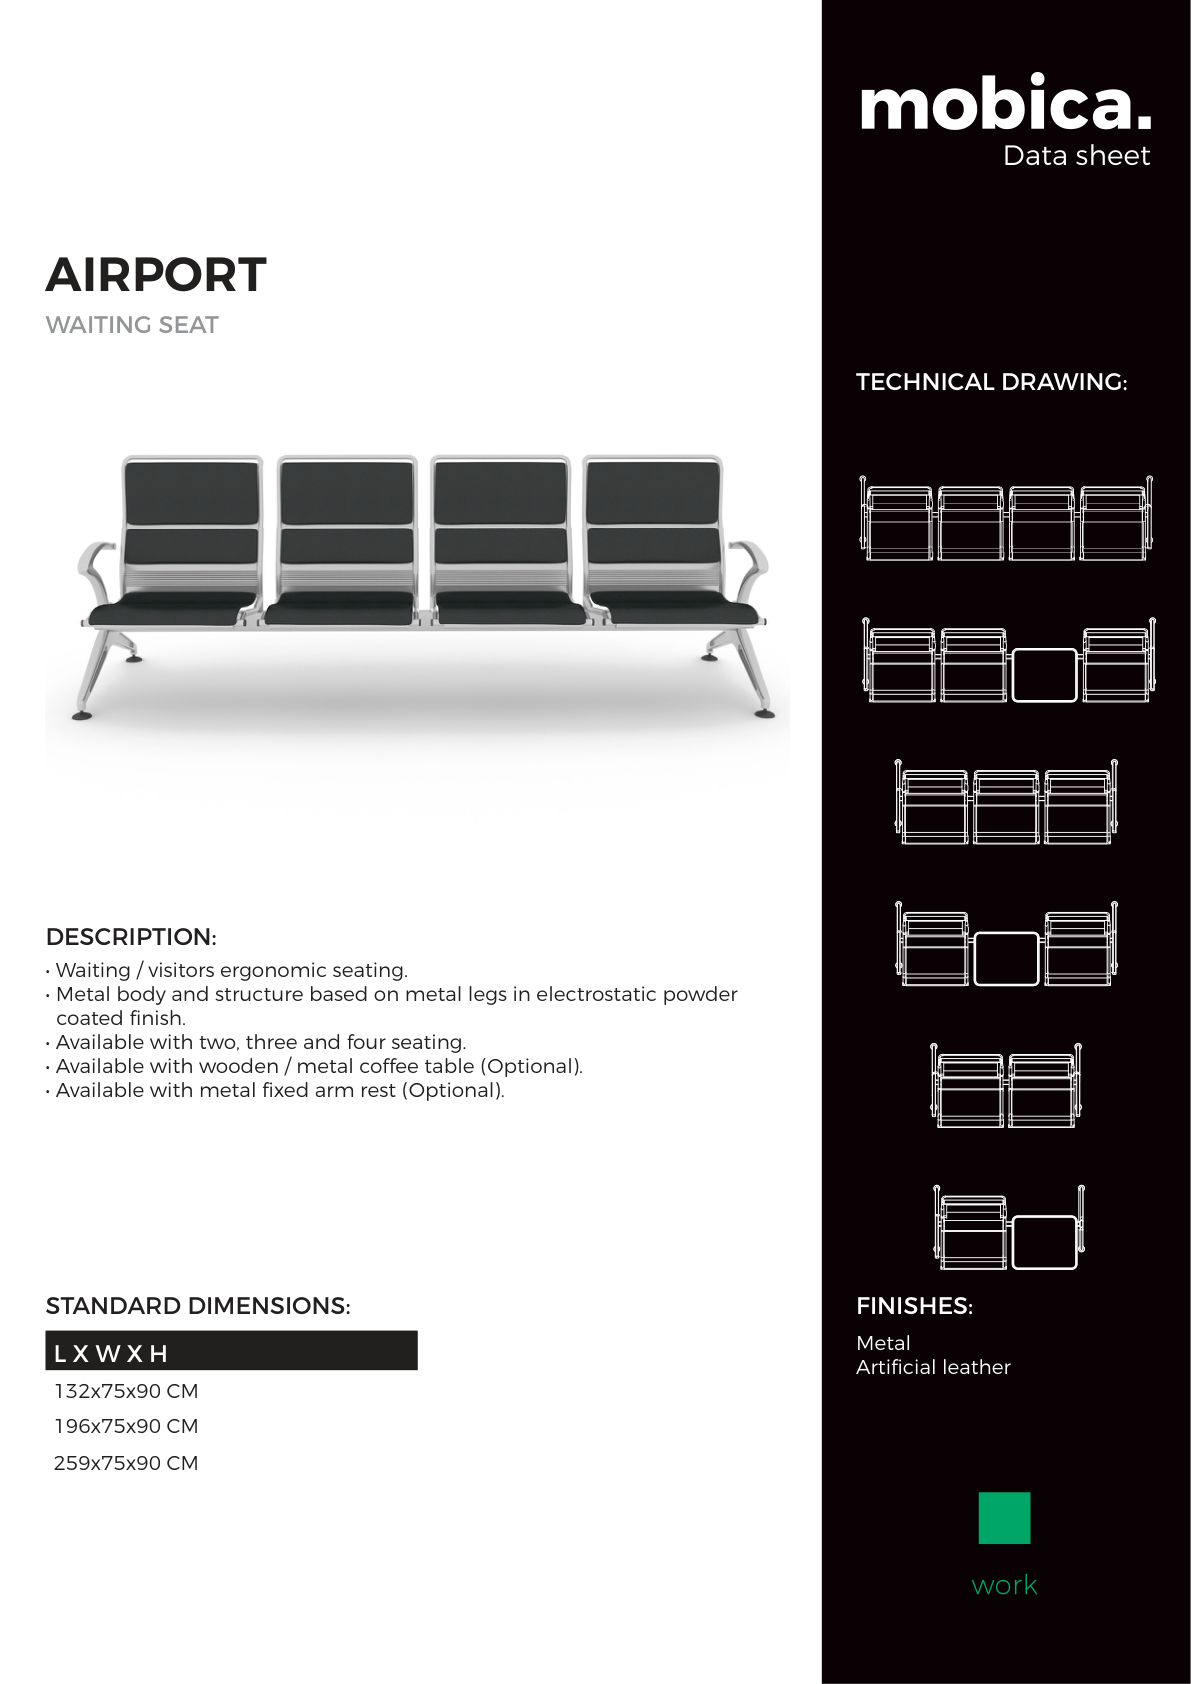 mobica.
Data sheet
AIRPORT
WAITING SEAT
TECHNICAL DRAWING:
DESCRIPTION:
• Waiting / visitors ergonomic seating.
• Metal body and structure based on metal legs in electrostatic powder
coated finish.
• Available with two, three and four seating.
• Available with wooden / metal coffee table (Optional).
• Available with metal fixed arm rest (Optional).
STANDARD DIMENSIONS:
L X W X H
132x75x90 CM
196x75x90 CM
259x75x90 CM
FINISHES:
Metal
Artificial leather
work